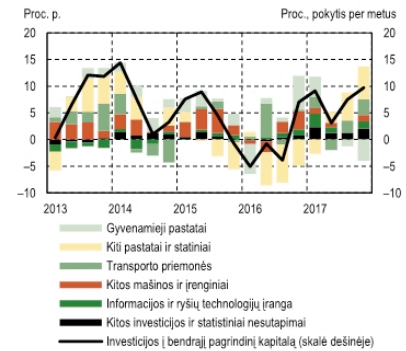 Proc. p. Proc., pokytis per metus
20 20
15 15
10 10
5 5
0 0
–5 –5
–10 –10
2013 2014 2015 2016 2017
Gyvenamieji pastatai
Kiti pastatai ir statiniai
Transporto priemonės
Kitos mašinos ir įrenginiai
Informacijos ir ryšių technologijų įranga
Kitos investicijos ir statistiniai nesutapimai
Investicijos į bendrąjį pagrindinį kapitalą (skalė dešinėje)